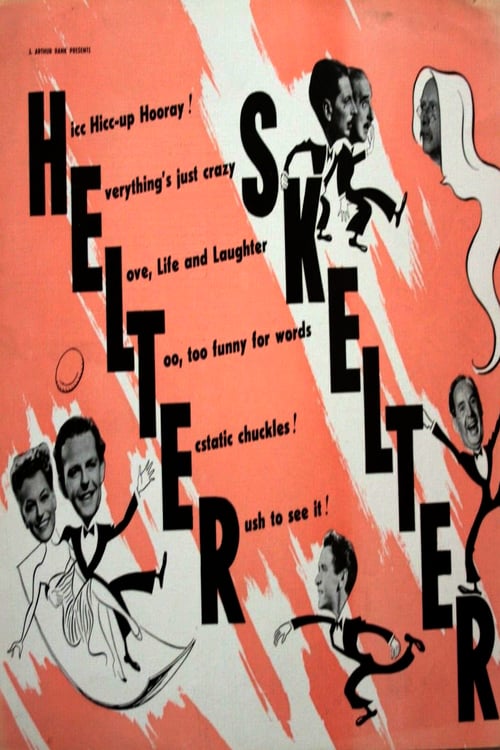 J. ARTHUR RANK PRESENTS
Hicc Hicc-up Hooray!
Everything's just crazy
Love, Life and Laughter
Too, too funny for words
Ecstatic chuckles!
Rush to see it!
SKELTER